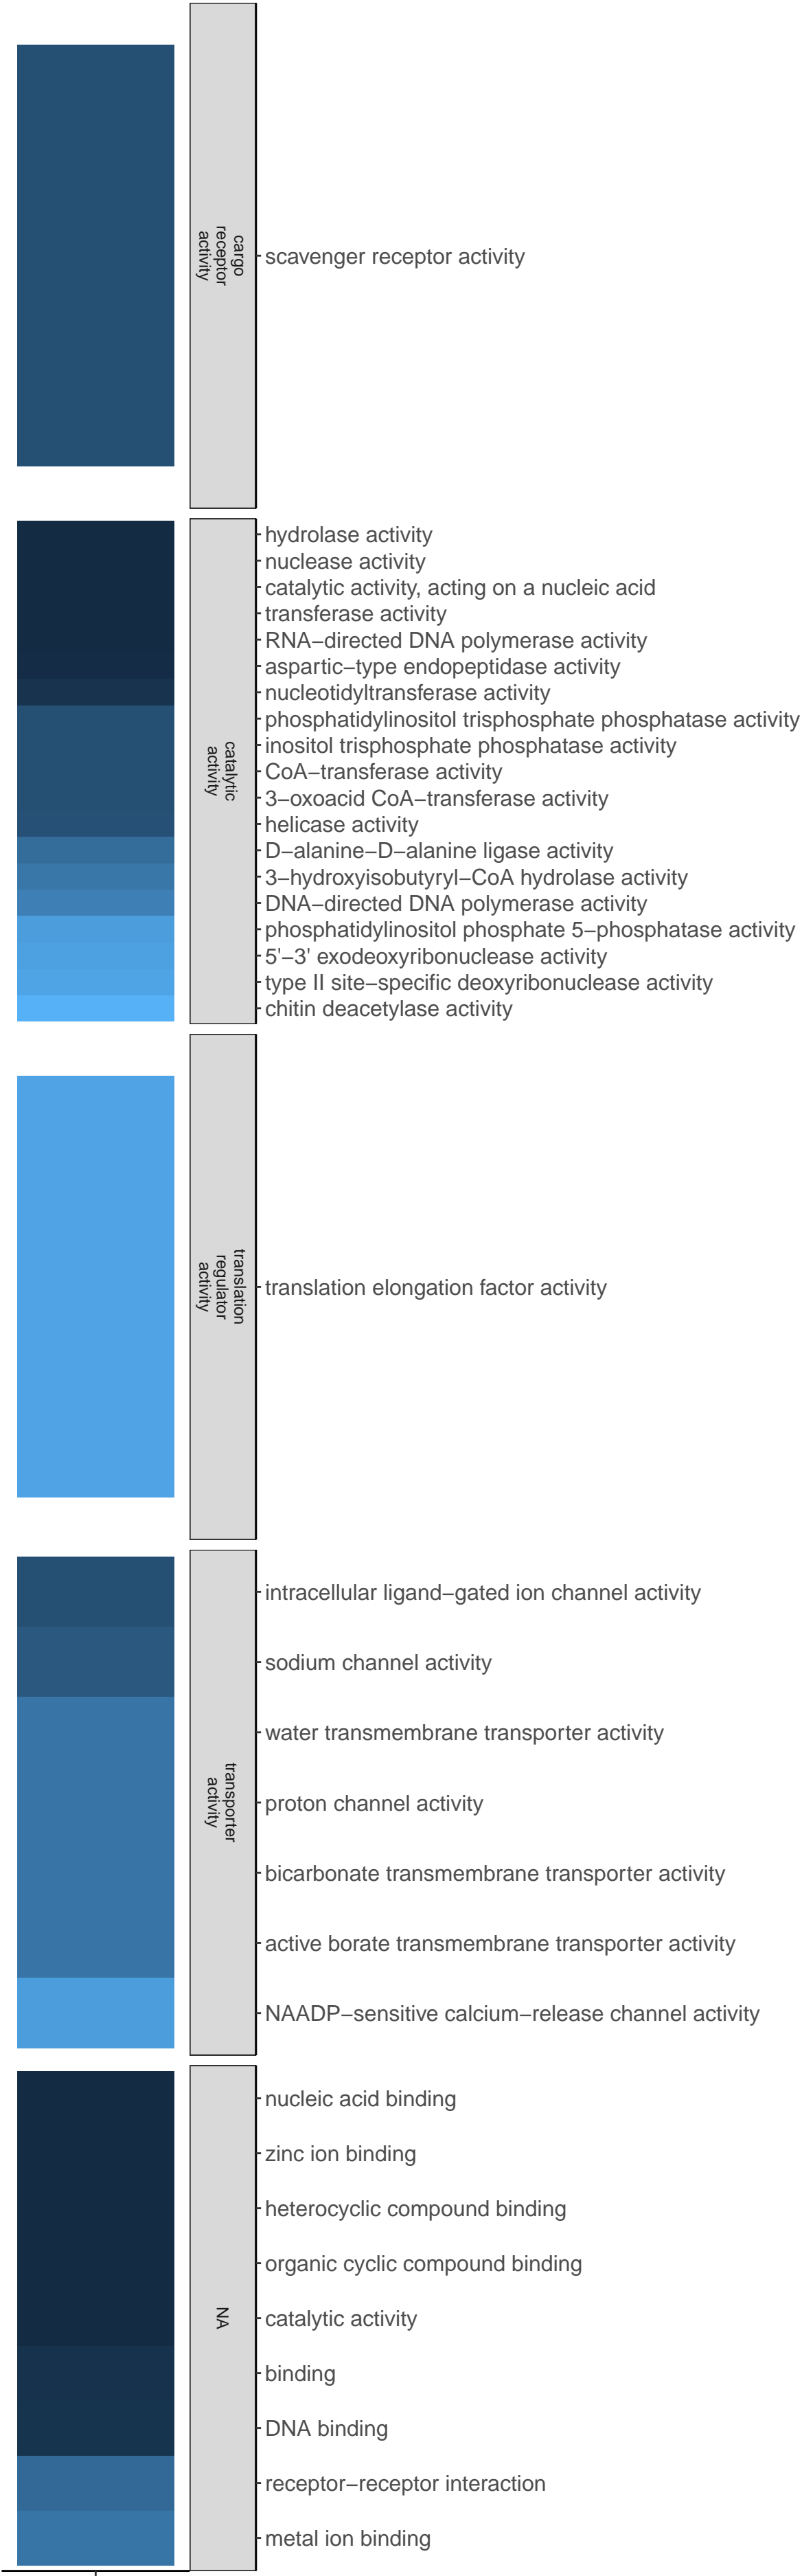 cargo
receptor
activity
scavenger receptor activity
catalytic
activity
hydrolase activity
nuclease activity
catalytic activity, acting on a nucleic acid
transferase activity
RNA−directed DNA polymerase activity
aspartic−type endopeptidase activity
nucleotidyltransferase activity
phosphatidylinositol trisphosphate phosphatase activity
inositol trisphosphate phosphatase activity
CoA−transferase activity
3−oxoacid CoA−transferase activity
helicase activity
D−alanine−D−alanine ligase activity
3−hydroxyisobutyryl−CoA hydrolase activity
DNA−directed DNA polymerase activity
phosphatidylinositol phosphate 5−phosphatase activity
5'−3' exodeoxyribonuclease activity
type II site−specific deoxyribonuclease activity
chitin deacetylase activity
translation
regulator
activity
translation elongation factor activity
transporter
activity
intracellular ligand−gated ion channel activity
sodium channel activity
water transmembrane transporter activity
proton channel activity
bicarbonate transmembrane transporter activity
active borate transmembrane transporter activity
NAADP−sensitive calcium−release channel activity
NA
nucleic acid binding
zinc ion binding
heterocyclic compound binding
organic cyclic compound binding
catalytic activity
binding
DNA binding
receptor−receptor interaction
metal ion binding